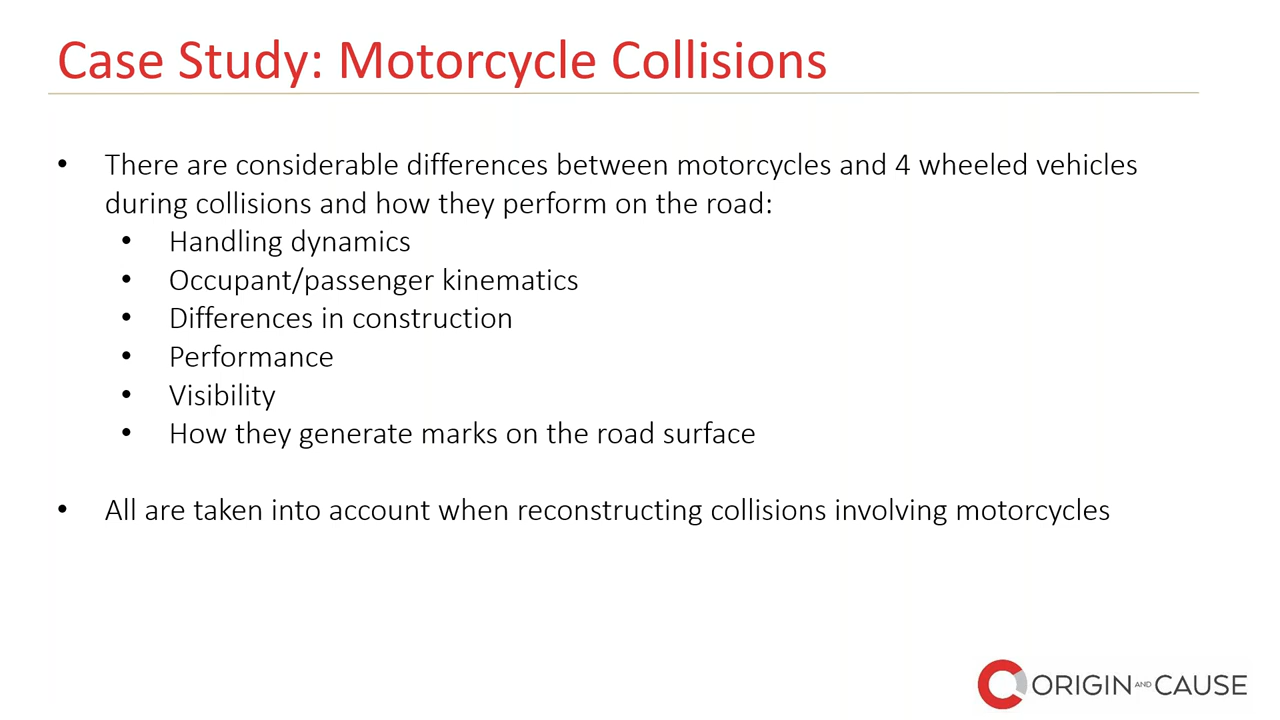 Case Study: Motorcycle Collisions
• There are considerable differences between motorcycles and 4 wheeled vehicles
during collisions and how they perform on the road:
• Handling dynamics
• Occupant/passenger kinematics
• Differences in construction
• Performance
• Visibility
• How they generate marks on the road surface
• All are taken into account when reconstructing collisions involving motorcycles
ORIGIN AND CAUSE